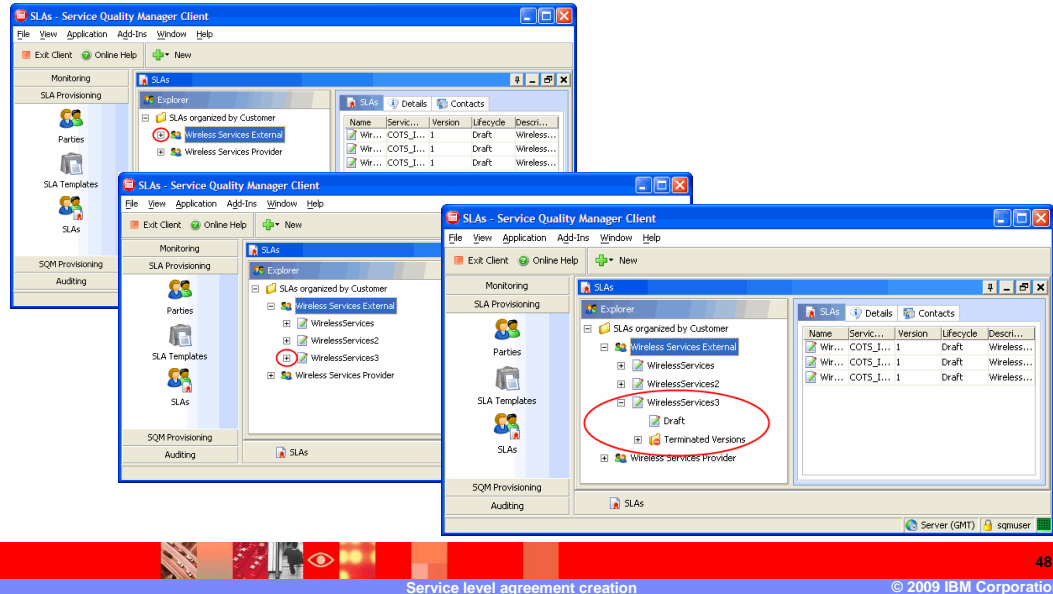 SLAs - Service Quality Manager Client
File View Application Add-Ins Window Help
Exit Client Online Help New
Monitoring
SLA Provisioning
Parties
SLA Templates
SLAs
SQM Provisioning
Auditing
SLAs
Explorer
SLAs organized by Customer
Wireless Services External
Wireless Services Provider
SLAs Details Contacts
Name Servic... Version Lifecycle Descri...
Wir... COTS_I... 1 Draft Wireless...
Wir... COTS_I... 1 Draft Wireless...
Wir... COTS_I... 1 Draft Wireless...
SLAs - Service Quality Manager Client
File View Application Add-Ins Window Help
Exit Client Online Help New
Monitoring
SLA Provisioning
Parties
SLA Templates
SLAs
SQM Provisioning
Auditing
SLAs
Explorer
SLAs organized by Customer
Wireless Services External
WirelessServices
WirelessServices2
WirelessServices3
Wireless Services Provider
SLAs
SLAs - Service Quality Manager Client
File View Application Add-Ins Window Help
Exit Client Online Help New
Monitoring
SLA Provisioning
Parties
SLA Templates
SLAs
SQM Provisioning
Auditing
SLAs
Explorer
SLAs organized by Customer
Wireless Services External
WirelessServices
WirelessServices2
WirelessServices3
Draft
Terminated Versions
Wireless Services Provider
SLAs Details Contacts
Name Servic... Version Lifecycle Descri...
Wir... COTS_I... 1 Draft Wireless...
Wir... COTS_I... 1 Draft Wireless...
Wir... COTS_I... 1 Draft Wireless...
SLAs
Server (GMT) sqmuser
48
Service level agreement creation
© 2009 IBM Corporatio